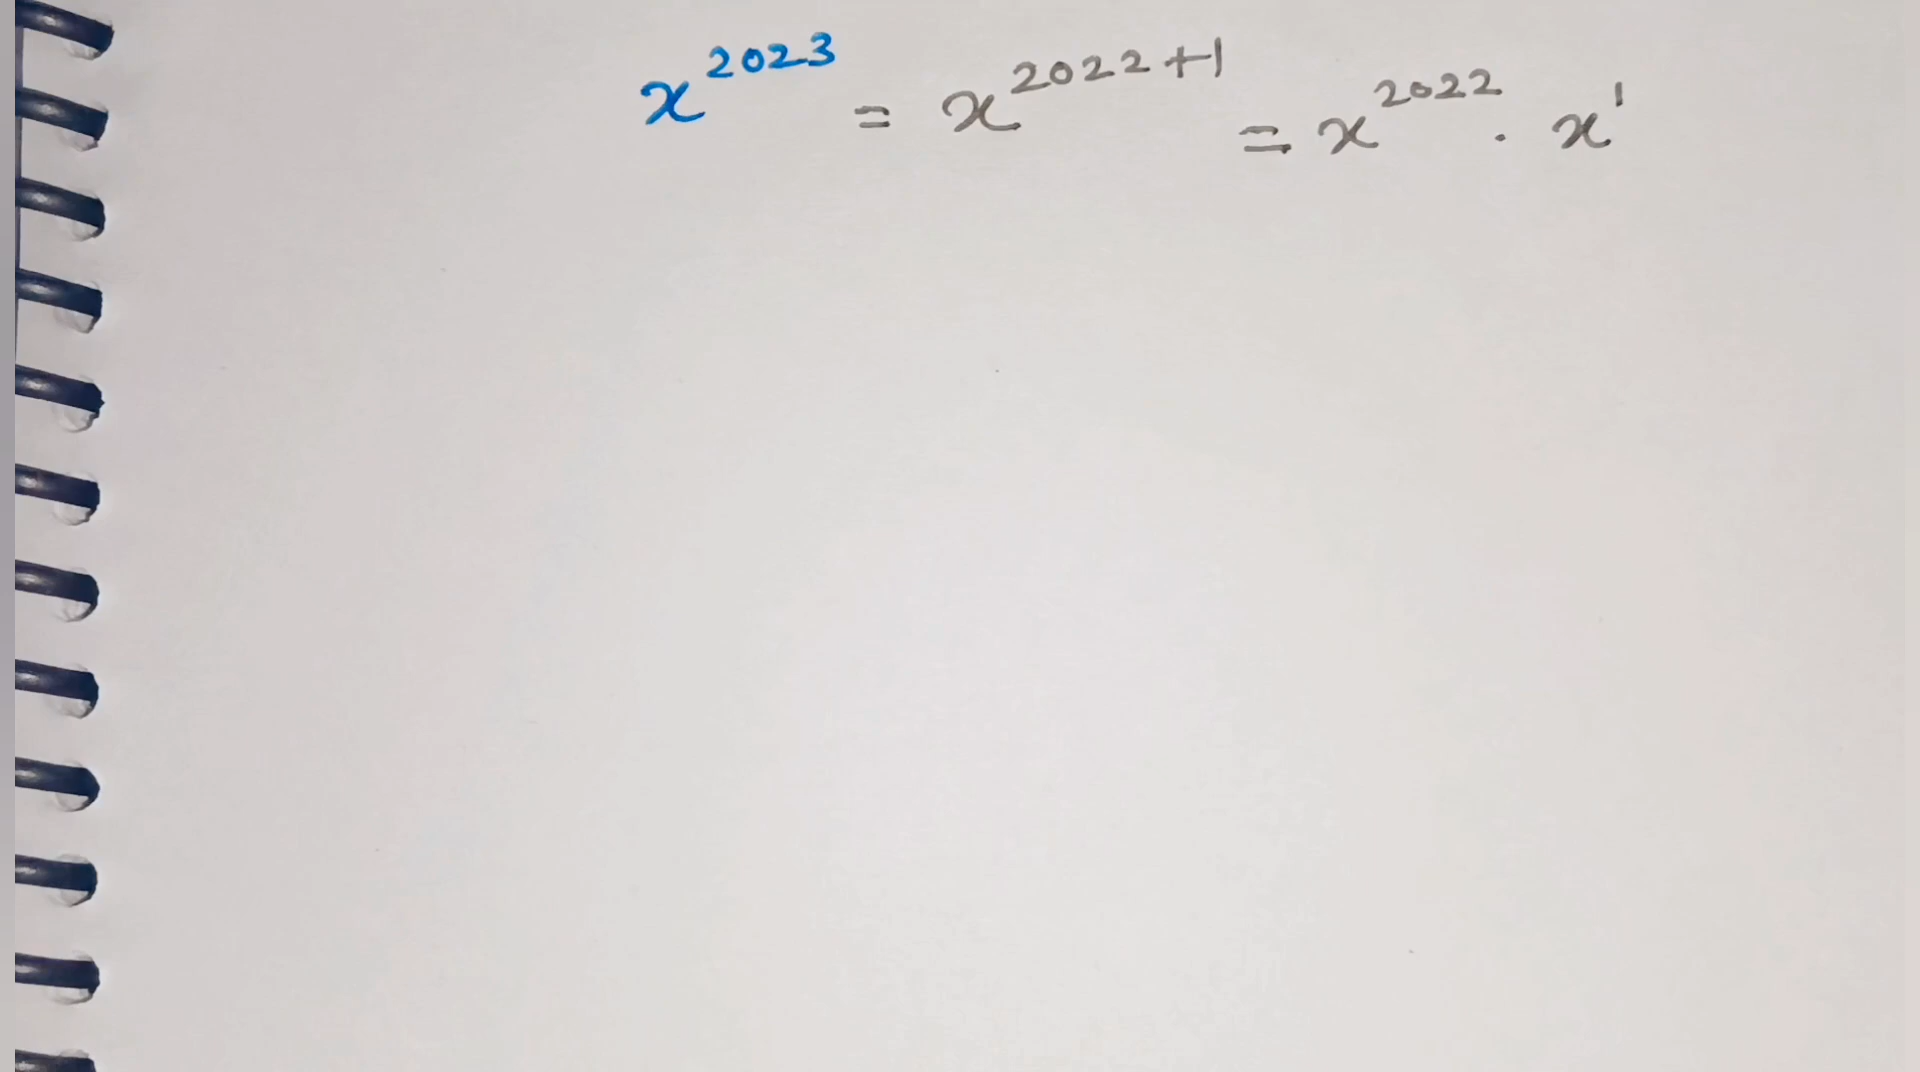 x^2023 = x^2022+1 = x^2022 . x^1